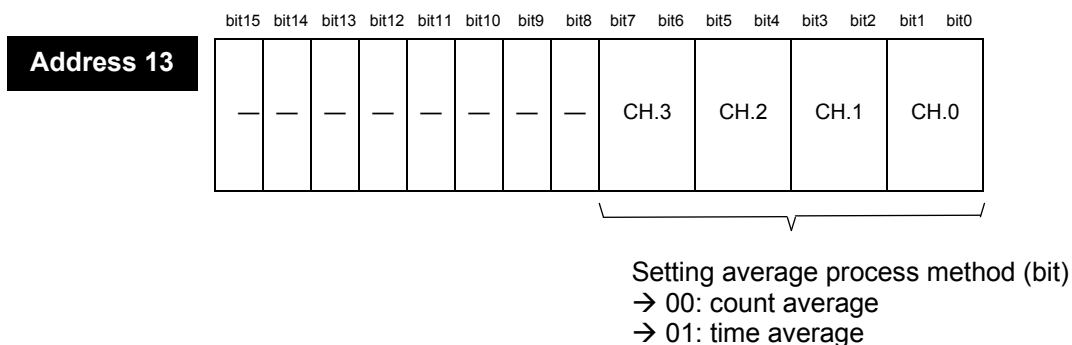 bit15 bit14 bit13 bit12 bit11 bit10 bit9 bit8 bit7 bit6 bit5 bit4 bit3 bit2 bit1 bit0
Address 13
— — — — — — — — CH.3 CH.2 CH.1 CH.0
Setting average process method (bit)
→ 00: count average
→ 01: time average